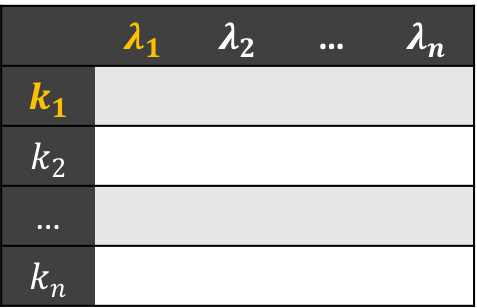 λ₁ λ₂ ... λₙ
k₁
k₂
...
kₙ